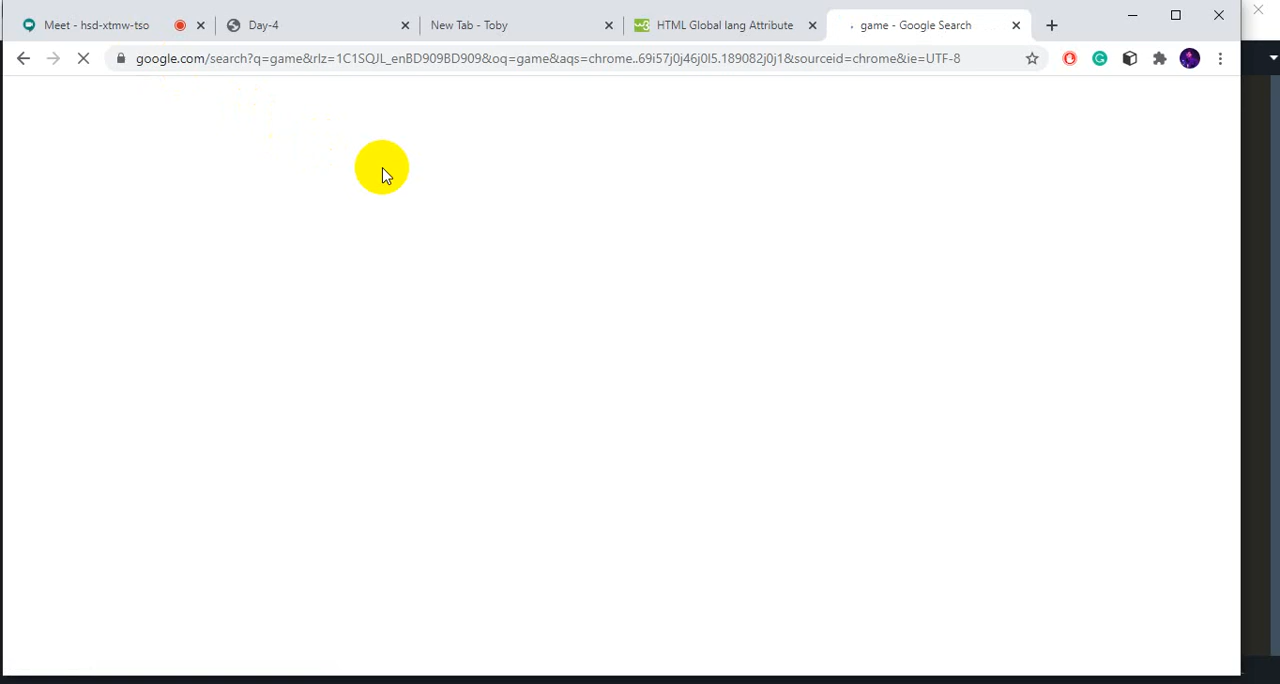 Meet - hsd-xtmw-tso
Day-4
New Tab - Toby
HTML Global lang Attribute
game - Google Search
google.com/search?q=game&rlz=1C1SQJL_enBD909BD909&oq=game&aqs=chrome..69i57j0j46j0l5.189082j0j1&sourceid=chrome&ie=UTF-8